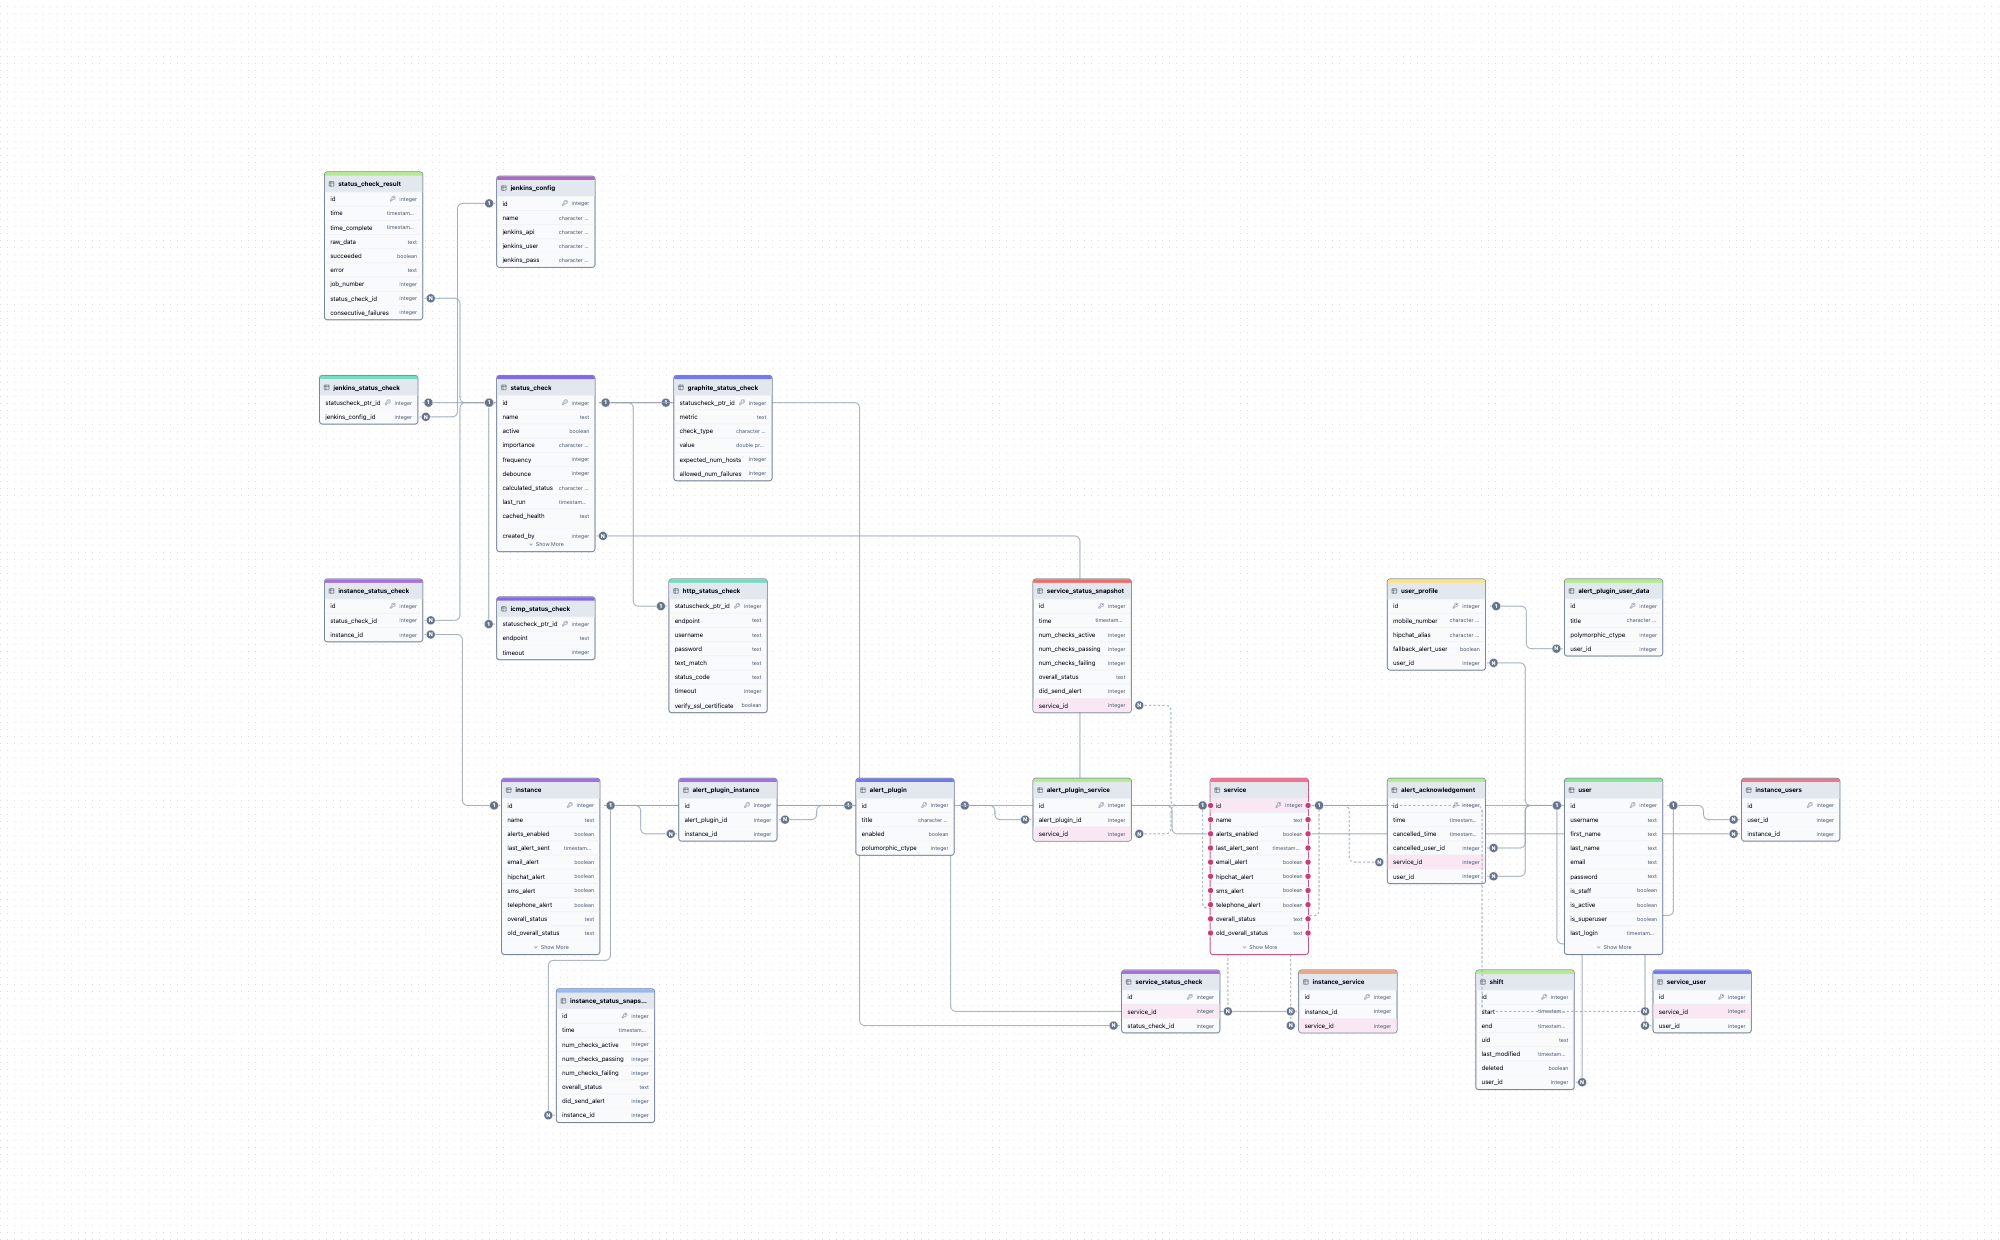 status_check_result
id integer
time timestam...
time_complete timestam...
raw_data text
succeeded boolean
error text
job_number integer
status_check_id integer
consecutive_failures integer
jenkins_config
id integer
name character ...
jenkins_api character ...
jenkins_user character ...
jenkins_pass character ...
jenkins_status_check
statuscheck_ptr_id integer
jenkins_config_id integer
status_check
id integer
name text
active boolean
importance character ...
frequency integer
debounce integer
calculated_status character ...
last_run timestam...
cached_health text
created_by integer
Show More
graphite_status_check
statuscheck_ptr_id integer
metric text
check_type character ...
value double pr...
expected_num_hosts integer
allowed_num_failures integer
instance_status_check
id integer
status_check_id integer
instance_id integer
icmp_status_check
statuscheck_ptr_id integer
endpoint text
timeout integer
http_status_check
statuscheck_ptr_id integer
endpoint text
username text
password text
text_match text
status_code text
timeout integer
verify_ssl_certificate boolean
service_status_snapshot
id integer
time timestam...
num_checks_active integer
num_checks_passing integer
num_checks_failing integer
overall_status text
did_send_alert integer
service_id integer
user_profile
id integer
mobile_number character ...
hipchat_alias character ...
fallback_alert_user boolean
user_id integer
alert_plugin_user_data
id integer
title character ...
polymorphic_ctype integer
user_id integer
instance
id integer
name text
alerts_enabled boolean
last_alert_sent timestam...
email_alert boolean
hipchat_alert boolean
sms_alert boolean
telephone_alert boolean
overall_status text
old_overall_status text
Show More
alert_plugin_instance
id integer
alert_plugin_id integer
instance_id integer
alert_plugin
id integer
title character ...
enabled boolean
polumorphic_ctype integer
alert_plugin_service
id integer
alert_plugin_id integer
service_id integer
service
id integer
name text
alerts_enabled boolean
last_alert_sent timestam...
email_alert boolean
hipchat_alert boolean
sms_alert boolean
telephone_alert boolean
overall_status text
old_overall_status text
Show More
alert_acknowledgement
id integer
time timestam...
cancelled_time timestam...
cancelled_user_id integer
service_id integer
user_id integer
user
id integer
username text
first_name text
last_name text
email text
password text
is_staff boolean
is_active boolean
is_superuser boolean
last_login timestam...
Show More
instance_users
id integer
user_id integer
instance_id integer
instance_status_snaps...
id integer
time timestam...
num_checks_active integer
num_checks_passing integer
num_checks_failing integer
overall_status text
did_send_alert integer
instance_id integer
service_status_check
id integer
service_id integer
status_check_id integer
instance_service
id integer
instance_id integer
service_id integer
shift
id integer
start timestam...
end timestam...
uid text
last_modified timestam...
deleted boolean
user_id integer
service_user
id integer
service_id integer
user_id integer